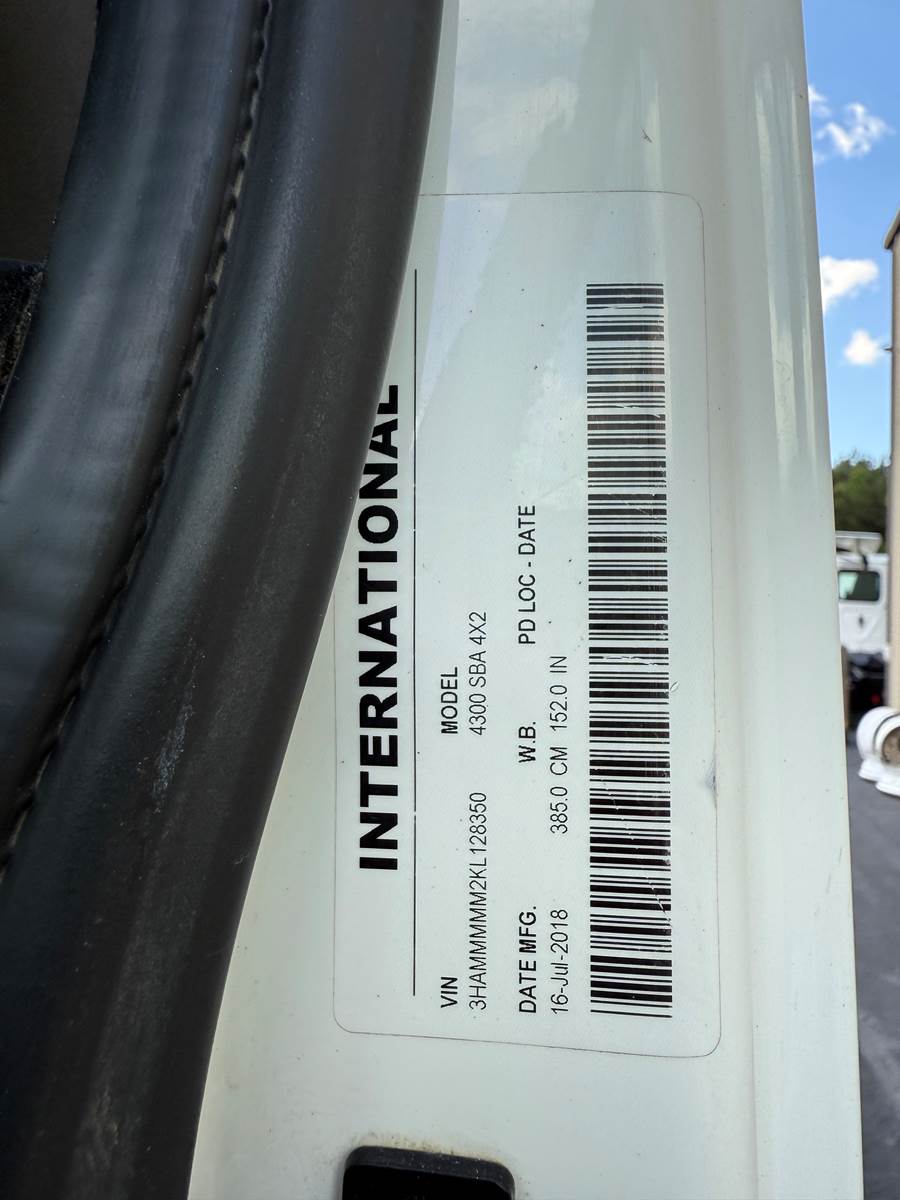 INTERNATIONAL
VIN MODEL
3HAMMMMM2KL128350 4300 SBA 4X2
DATE MFG. W.B. PD LOC - DATE
16-Jul-2018 385.0 CM 152.0 IN